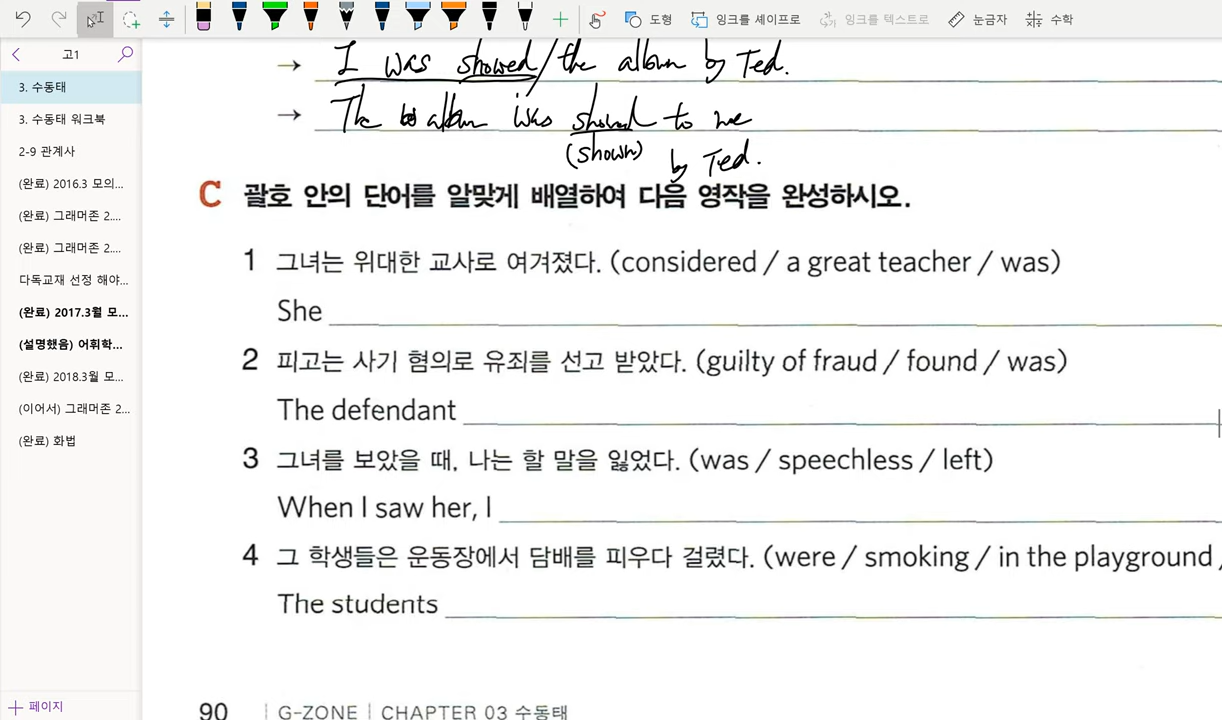 도형
잉크를 셰이프로
잉크를 텍스트로
눈금자
수학
고1
3. 수동태
3. 수동태 워크북
2-9 관계사
(완료) 2016.3 모의...
(완료) 그래머존 2....
(완료) 그래머존 2....
다독교재 선정 해야...
(완료) 2017.3월 모...
(설명했음) 어휘학...
(완료) 2018.3월 모...
(이어서) 그래머존 2...
(완료) 화법
페이지
→ I was showed / the album by Ted.
→ The album was showed to me
(shown) by Ted.
C 괄호 안의 단어를 알맞게 배열하여 다음 영작을 완성하시오.
1 그녀는 위대한 교사로 여겨졌다. (considered / a great teacher / was)
She
2 피고는 사기 혐의로 유죄를 선고 받았다. (guilty of fraud / found / was)
The defendant
3 그녀를 보았을 때, 나는 할 말을 잃었다. (was / speechless / left)
When I saw her, I
4 그 학생들은 운동장에서 담배를 피우다 걸렸다. (were / smoking / in the playground /
The students
90 | G-ZONE | CHAPTER 03 수동태